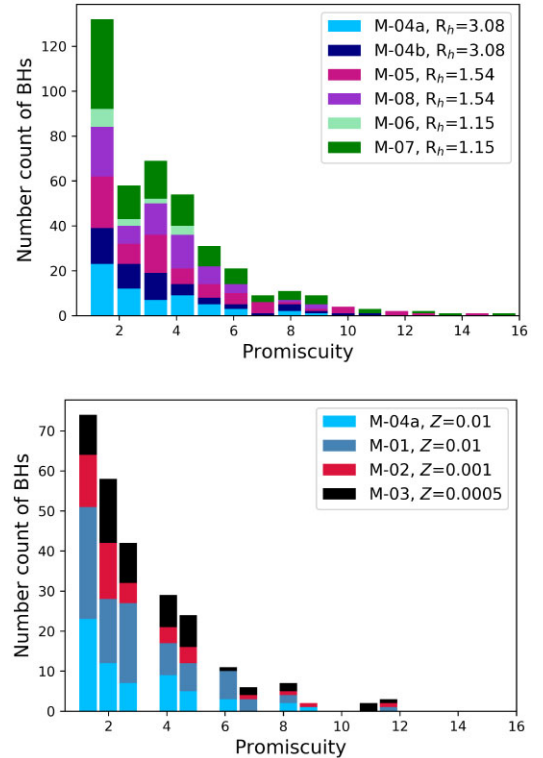 M-04a, R_h=3.08
M-04b, R_h=3.08
M-05, R_h=1.54
M-08, R_h=1.54
M-06, R_h=1.15
M-07, R_h=1.15
Number count of BHs
120
100
80
60
40
20
0
2 4 6 8 10 12 14 16
Promiscuity
M-04a, Z=0.01
M-01, Z=0.01
M-02, Z=0.001
M-03, Z=0.0005
Number count of BHs
70
60
50
40
30
20
10
0
2 4 6 8 10 12 14 16
Promiscuity